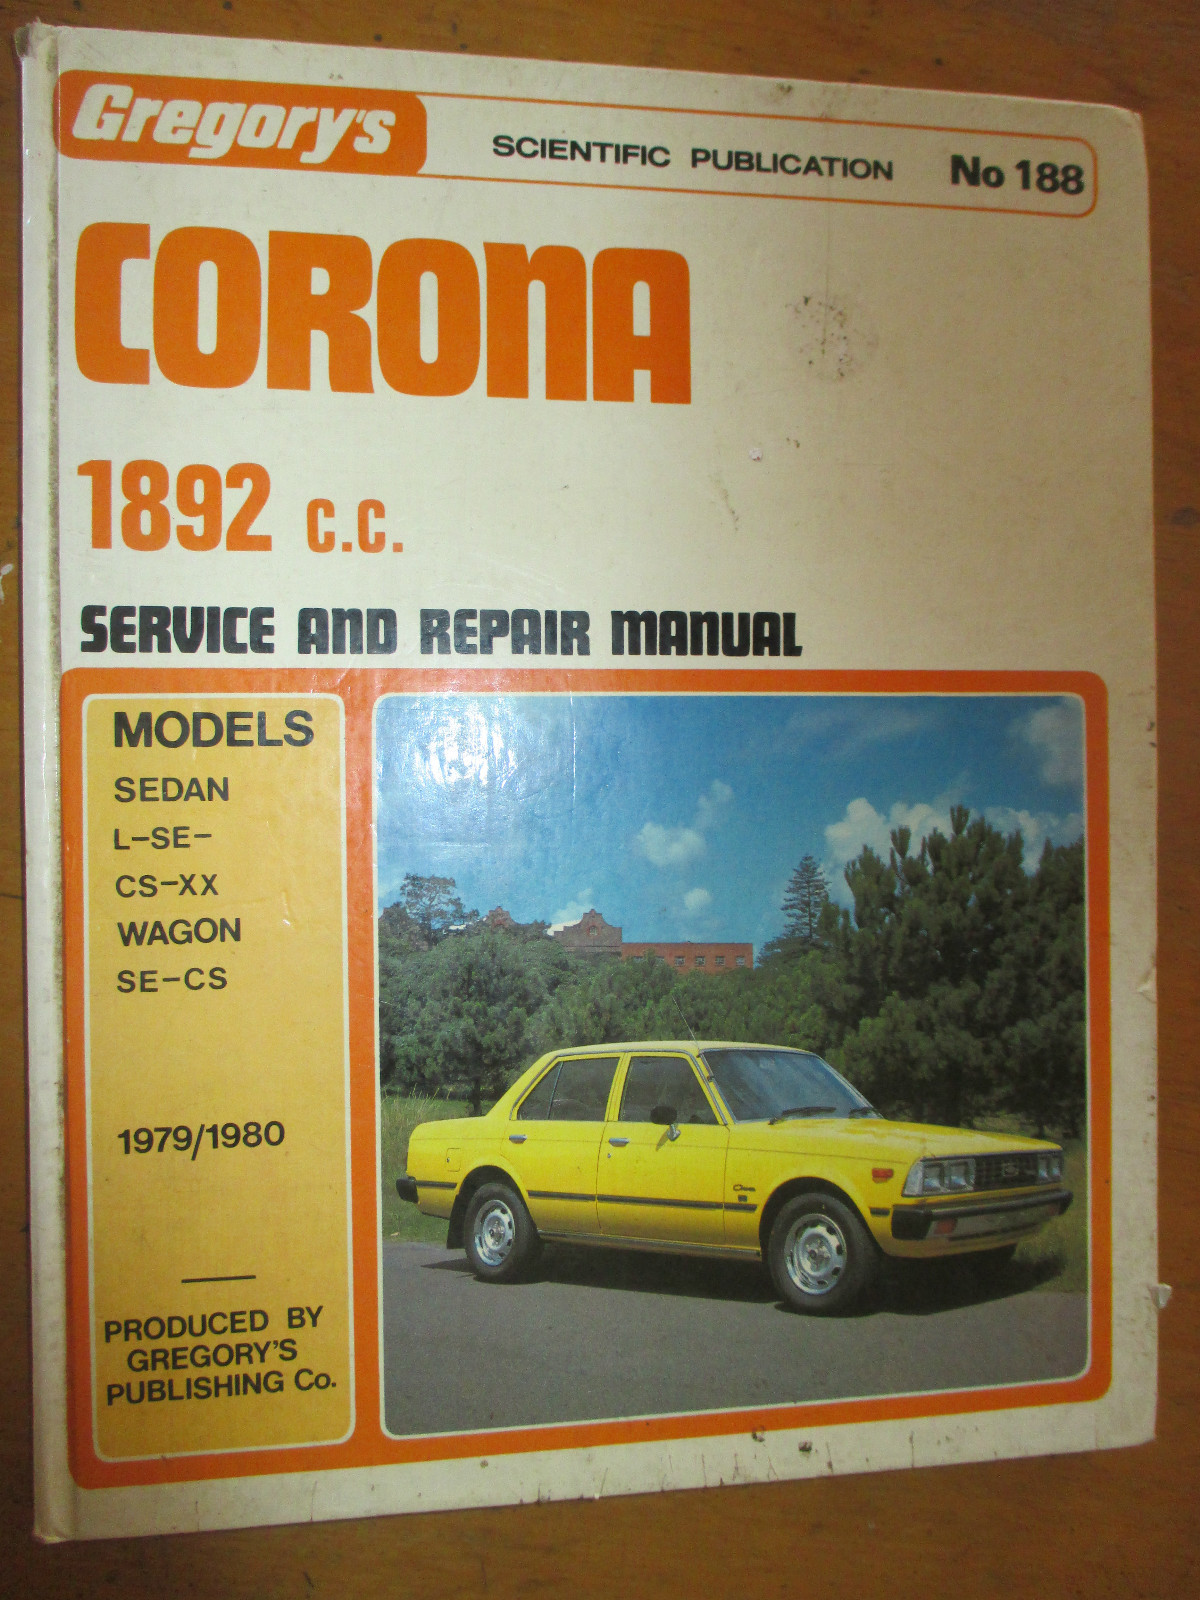 Gregory's
SCIENTIFIC PUBLICATION No 188
CORONA
1892 C.C.
SERVICE AND REPAIR MANUAL
MODELS
SEDAN
L-SE-
CS-XX
WAGON
SE-CS
1979/1980
PRODUCED BY
GREGORY'S
PUBLISHING Co.
Corona